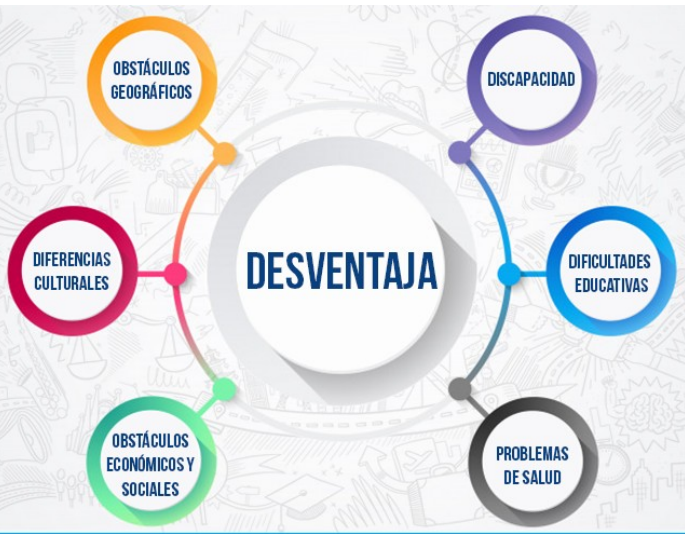 OBSTÁCULOS
GEOGRÁFICOS
DISCAPACIDAD
DIFERENCIAS
CULTURALES
DESVENTAJA
DIFICULTADES
EDUCATIVAS
OBSTÁCULOS
ECONÓMICOS Y
SOCIALES
PROBLEMAS
DE SALUD